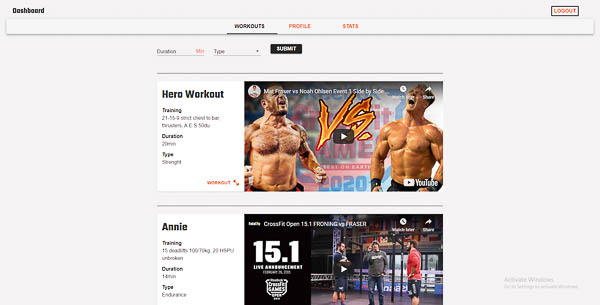 Dashboard
LOGOUT
WORKOUTS PROFILE STATS
Duration Min Type SUBMIT
Hero Workout
Training
21-15-9 strict chest to bar,
thrusters, A.E.S 50du
Duration
20min
Type
Strenght
WORKOUT
Mat Fraser vs Noah Ohlsen Event 1 Side by Side...
Watch later Share
VS
2020
YouTube
Annie
Training
15 deadlifts 100/70kg, 20 HSPU
unbroken
Duration
14min
Type
Endurance
CrossFit Open 15.1 FRONING vs FRASER
Watch later Share
15.1
LIVE ANNOUNCEMENT
CrossFit
GAMES
Activate Windows
Go to Settings to activate Windows.